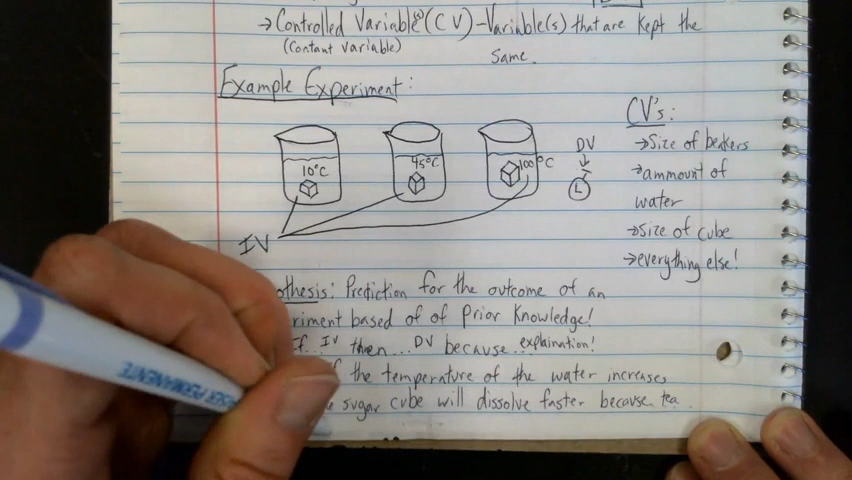 → Controlled Variable(s) (CV) - Variable(s) that are kept the
(Contant Variable)
same.
Example Experiment:
10°C
45°C
100°C
IV
DV
CV's:
→ Size of beakers
→ ammount of
water
→ Size of cube
→ everything else!
othesis: Prediction for the outcome of an
riment based of of prior knowledge!
If... IV then... DV because... explaination!
f the temperature of the water increases
e sugar cube will dissolve faster because tea
PERMANENTE